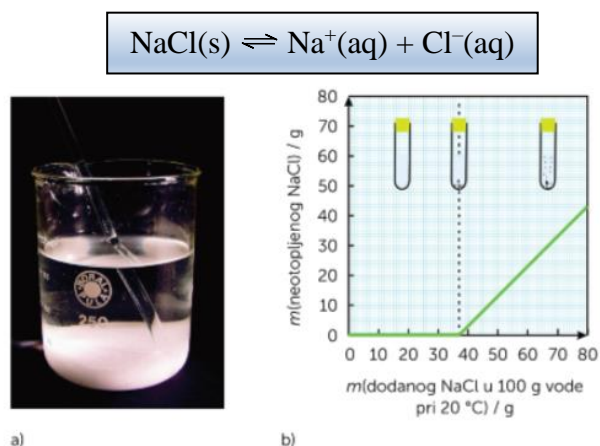 NaCl(s) ⇌ Na⁺(aq) + Cl⁻(aq)
250
a)
80
70
60
50
40
30
20
10
0
m(neotopljenog NaCl) / g
0 10 20 30 40 50 60 70 80
m(dodanog NaCl u 100 g vode
pri 20 °C) / g
b)